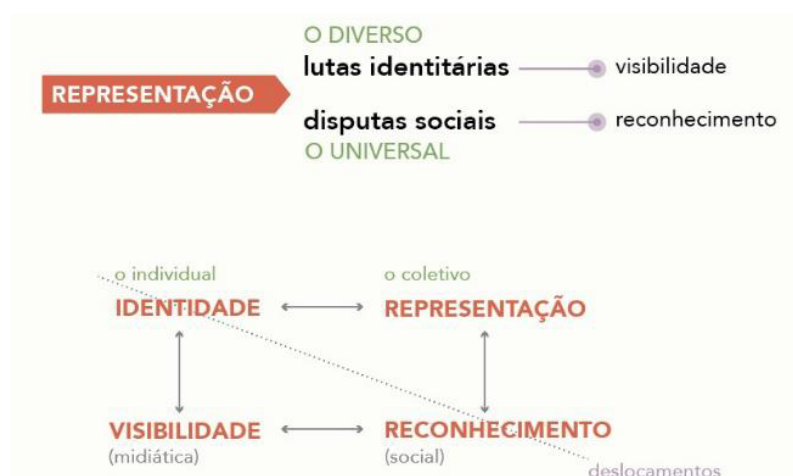 O DIVERSO
lutas identitárias visibilidade
REPRESENTAÇÃO
disputas sociais reconhecimento
O UNIVERSAL
o individual o coletivo
IDENTIDADE REPRESENTAÇÃO
VISIBILIDADE RECONHECIMENTO
(midiática) (social)
deslocamentos